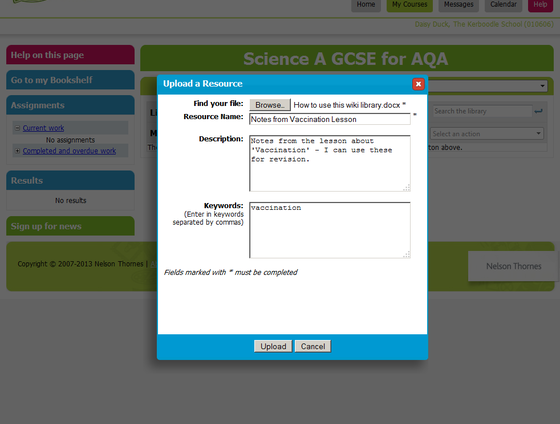 Home
My Courses
Messages
Calendar
Help
Daisy Duck, The Kerboodle School (010606)
Help on this page
Science A GCSE for AQA
Go to my Bookshelf
Upload a Resource
Find your file:
Browse..
How to use this wiki library docx *
Resource Name:
Notes from Vaccination Lesson
*
Assignments
Search the library
Current work
No assignments
Completed and overdue work
Select an action
Description:
Notes from the lesson about
'Vaccination' - I can use these
for revision.
ton above.
Results
No results
Keywords:
(Enter in keywords
separated by commas)
vaccination
Sign up for news
Copyright © 2007-2013 Nelson Thornes |
Nelson Thornes
Fields marked with * must be completed
Upload
Cancel